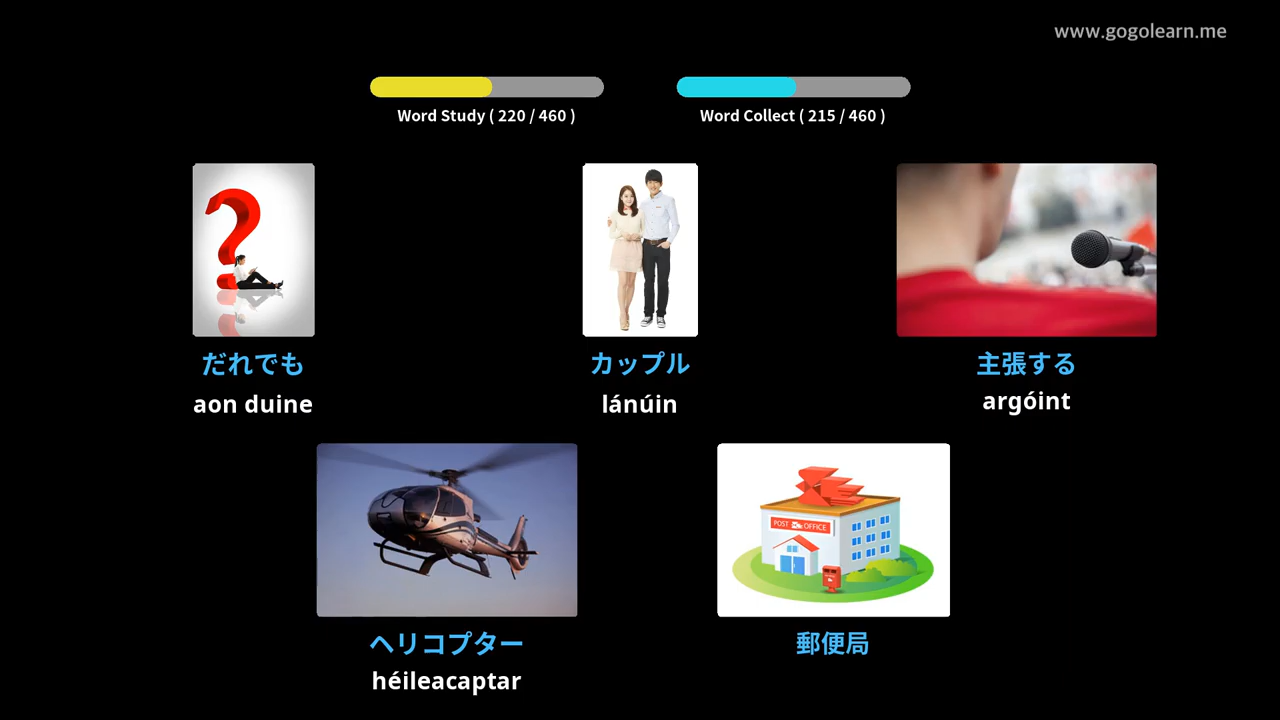 www.gogolearn.me
Word Study ( 220 / 460 )
Word Collect ( 215 / 460 )
だれでも
aon duine
カップル
lánúin
主張する
argóint
POST OFFICE
ヘリコプター
héileacaptar
郵便局